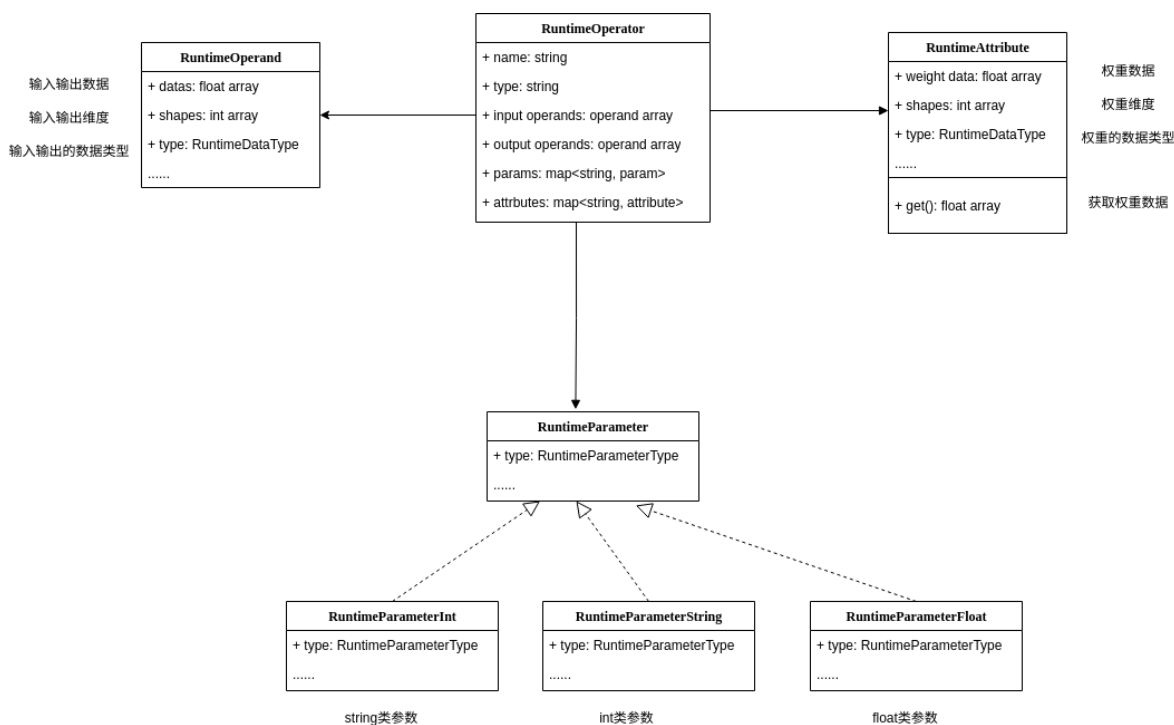 RuntimeOperator
+ name: string
+ type: string
+ input operands: operand array
+ output operands: operand array
+ params: map<string, param>
+ attrbutes: map<string, attribute>
RuntimeOperand
+ datas: float array
+ shapes: int array
+ type: RuntimeDataType
......
输入输出数据
输入输出维度
输入输出的数据类型
RuntimeAttribute
+ weight data: float array
+ shapes: int array
+ type: RuntimeDataType
......
+ get(): float array
权重数据
权重维度
权重的数据类型
获取权重数据
RuntimeParameter
+ type: RuntimeParameterType
......
RuntimeParameterInt
+ type: RuntimeParameterType
......
string类参数
RuntimeParameterString
+ type: RuntimeParameterType
......
int类参数
RuntimeParameterFloat
+ type: RuntimeParameterType
......
float类参数